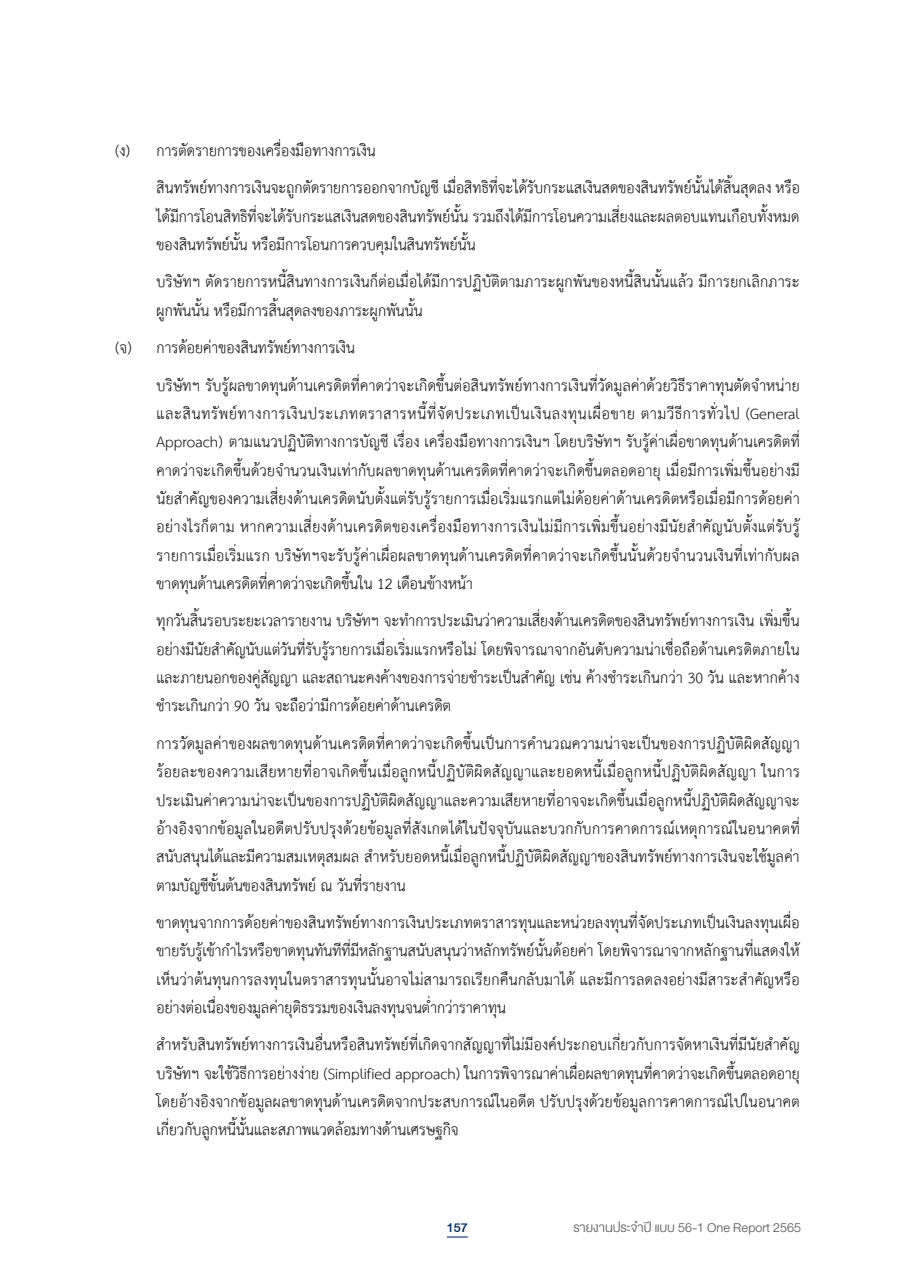 (ง) การตัดรายการของเครื่องมือทางการเงิน
สินทรัพย์ทางการเงินจะถูกตัดรายการออกจากบัญชี เมื่อสิทธิที่จะได้รับกระแสเงินสดของสินทรัพย์นั้นได้สิ้นสุดลง หรือ
ได้มีการโอนสิทธิที่จะได้รับกระแสเงินสดของสินทรัพย์นั้น รวมถึงได้มีการโอนความเสี่ยงและผลตอบแทนเกือบทั้งหมด
ของสินทรัพย์นั้น หรือมีการโอนการควบคุมในสินทรัพย์นั้น
บริษัทฯ ตัดรายการหนี้สินทางการเงินก็ต่อเมื่อได้มีการปฏิบัติตามภาระผูกพันของหนี้สินนั้นแล้ว มีการยกเลิกภาระ
ผูกพันนั้น หรือมีการสิ้นสุดลงของภาระผูกพันนั้น
(จ) การด้อยค่าของสินทรัพย์ทางการเงิน
บริษัทฯ รับรู้ผลขาดทุนด้านเครดิตที่คาดว่าจะเกิดขึ้นต่อสินทรัพย์ทางการเงินที่วัดมูลค่าด้วยวิธีราคาทุนตัดจำหน่าย
และสินทรัพย์ทางการเงินประเภทตราสารหนี้ที่จัดประเภทเป็นเงินลงทุนเผื่อขาย ตามวีธีการทั่วไป (General
Approach) ตามแนวปฏิบัติทางการบัญชี เรื่อง เครื่องมือทางการเงินฯ โดยบริษัทฯ รับรู้ค่าเผื่อขาดทุนด้านเครดิตที่
คาดว่าจะเกิดขึ้นด้วยจำนวนเงินเท่ากับผลขาดทุนด้านเครดิตที่คาดว่าจะเกิดขึ้นตลอดอายุ เมื่อมีการเพิ่มขึ้นอย่างมี
นัยสำคัญของความเสี่ยงด้านเครดิตนับตั้งแต่รับรู้รายการเมื่อเริ่มแรกแต่ไม่ด้อยค่าด้านเครดิตหรือเมื่อมีการด้อยค่า
อย่างไรก็ตาม หากความเสี่ยงด้านเครดิตของเครื่องมือทางการเงินไม่มีการเพิ่มขึ้นอย่างมีนัยสำคัญนับตั้งแต่รับรู้
รายการเมื่อเริ่มแรก บริษัทฯจะรับรู้ค่าเผื่อผลขาดทุนด้านเครดิตที่คาดว่าจะเกิดขึ้นนั้นด้วยจำนวนเงินที่เท่ากับผล
ขาดทุนด้านเครดิตที่คาดว่าจะเกิดขึ้นใน 12 เดือนข้างหน้า
ทุกวันสิ้นรอบระยะเวลารายงาน บริษัทฯ จะทำการประเมินว่าความเสี่ยงด้านเครดิตของสินทรัพย์ทางการเงิน เพิ่มขึ้น
อย่างมีนัยสำคัญนับแต่วันที่รับรู้รายการเมื่อเริ่มแรกหรือไม่ โดยพิจารณาจากอันดับความน่าเชื่อถือด้านเครดิตภายใน
และภายนอกของคู่สัญญา และสถานะคงค้างของการจ่ายชำระเป็นสำคัญ เช่น ค้างชำระเกินกว่า 30 วัน และหากค้าง
ชำระเกินกว่า 90 วัน จะถือว่ามีการด้อยค่าด้านเครดิต
การวัดมูลค่าของผลขาดทุนด้านเครดิตที่คาดว่าจะเกิดขึ้นเป็นการคำนวณความน่าจะเป็นของการปฏิบัติผิดสัญญา
ร้อยละของความเสียหายที่อาจเกิดขึ้นเมื่อลูกหนี้ปฏิบัติผิดสัญญาและยอดหนี้เมื่อลูกหนี้ปฏิบัติผิดสัญญา ในการ
ประเมินค่าความน่าจะเป็นของการปฏิบัติผิดสัญญาและความเสียหายที่อาจจะเกิดขึ้นเมื่อลูกหนี้ปฏิบัติผิดสัญญาจะ
อ้างอิงจากข้อมูลในอดีตปรับปรุงด้วยข้อมูลที่สังเกตได้ในปัจจุบันและบวกกับการคาดการณ์เหตุการณ์ในอนาคตที่
สนับสนุนได้และมีความสมเหตุสมผล สำหรับยอดหนี้เมื่อลูกหนี้ปฏิบัติผิดสัญญาของสินทรัพย์ทางการเงินจะใช้มูลค่า
ตามบัญชีขั้นต้นของสินทรัพย์ ณ วันที่รายงาน
ขาดทุนจากการด้อยค่าของสินทรัพย์ทางการเงินประเภทตราสารทุนและหน่วยลงทุนที่จัดประเภทเป็นเงินลงทุนเผื่อ
ขายรับรู้เข้ากำไรหรือขาดทุนทันทีที่มีหลักฐานสนับสนุนว่าหลักทรัพย์นั้นด้อยค่า โดยพิจารณาจากหลักฐานที่แสดงให้
เห็นว่าต้นทุนการลงทุนในตราสารทุนนั้นอาจไม่สามารถเรียกคืนกลับมาได้ และมีการลดลงอย่างมีสาระสำคัญหรือ
อย่างต่อเนื่องของมูลค่ายุติธรรมของเงินลงทุนจนต่ำกว่าราคาทุน
สำหรับสินทรัพย์ทางการเงินอื่นหรือสินทรัพย์ที่เกิดจากสัญญาที่ไม่มีองค์ประกอบเกี่ยวกับการจัดหาเงินที่มีนัยสำคัญ
บริษัทฯ จะใช้วิธีการอย่างง่าย (Simplified approach) ในการพิจารณาค่าเผื่อผลขาดทุนที่คาดว่าจะเกิดขึ้นตลอดอายุ
โดยอ้างอิงจากข้อมูลผลขาดทุนด้านเครดิตจากประสบการณ์ในอดีต ปรับปรุงด้วยข้อมูลการคาดการณ์ไปในอนาคต
เกี่ยวกับลูกหนี้นั้นและสภาพแวดล้อมทางด้านเศรษฐกิจ
157 รายงานประจำปี แบบ 56-1 One Report 2565